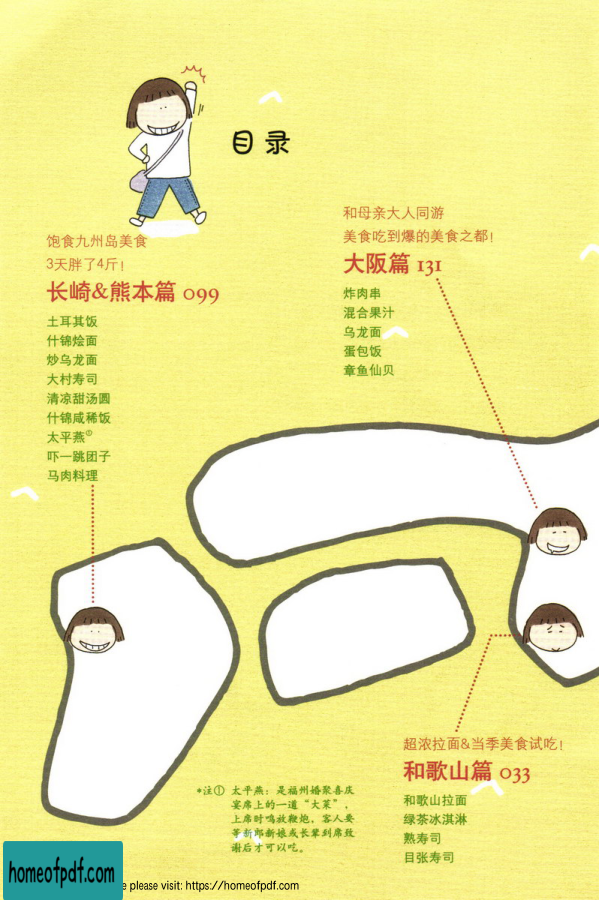 目录
饱食九州岛美食
3天胖了4斤!
长崎&熊本篇 099
土耳其饭
什锦烩面
炒乌龙面
大村寿司
清凉甜汤圆
什锦咸稀饭
太平燕①
吓一跳团子
马肉料理
和母亲大人同游
美食吃到爆的美食之都!
大阪篇 131
炸肉串
混合果汁
乌龙面
蛋包饭
章鱼仙贝
超浓拉面&当季美食试吃!
和歌山篇 033
和歌山拉面
绿茶冰淇淋
熟寿司
目张寿司
*注① 太平燕:是福州婚聚喜庆
宴席上的一道“大菜”,
上席时鸣放鞭炮,客人要
等新郎新娘或长辈到席致
谢后才可以吃。
homeofpdf.com
e please visit: https://homeofpdf.com